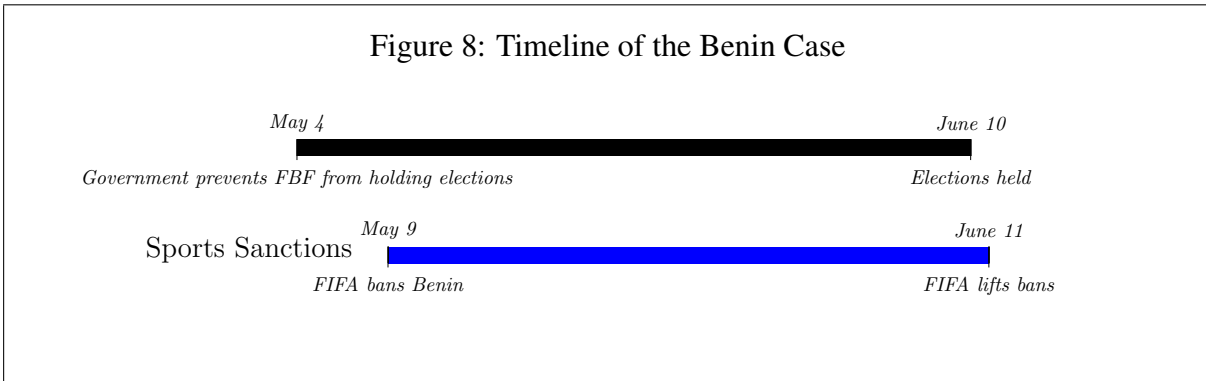 Figure 8: Timeline of the Benin Case
May 4
June 10
Government prevents FBF from holding elections
Elections held
Sports Sanctions
May 9
June 11
FIFA bans Benin
FIFA lifts bans